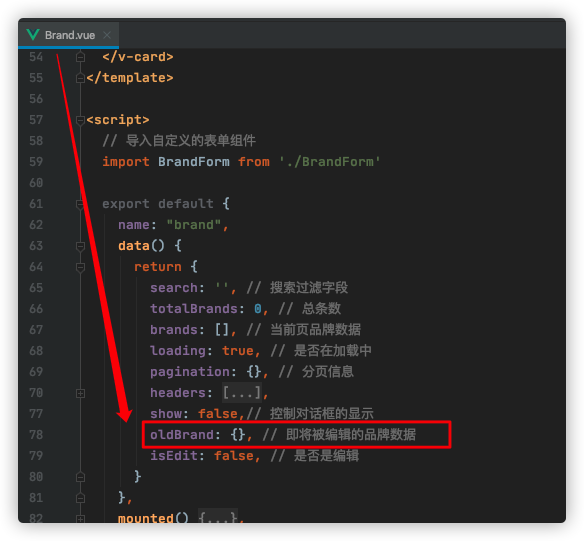 Brand.vue
54 </v-card>
55 </template>
56
57 <script>
58 // 导入自定义的表单组件
59 import BrandForm from './BrandForm'
60
61 export default {
62 name: "brand",
63 data() {
64 return {
65 search: '', // 搜索过滤字段
66 totalBrands: 0, // 总条数
67 brands: [], // 当前页品牌数据
68 loading: true, // 是否在加载中
69 pagination: {}, // 分页信息
70 headers: [...],
77 show: false,// 控制对话框的显示
78 oldBrand: {}, // 即将被编辑的品牌数据
79 isEdit: false, // 是否是编辑
80 }
81 },
82 mounted() {...},